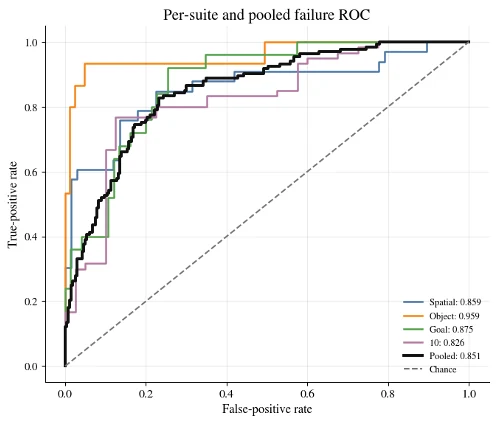 Per-suite and pooled failure ROC
True-positive rate
1.0
0.8
0.6
0.4
0.2
0.0
Spatial: 0.859
Object: 0.959
Goal: 0.875
10: 0.826
Pooled: 0.851
Chance
0.0 0.2 0.4 0.6 0.8 1.0
False-positive rate